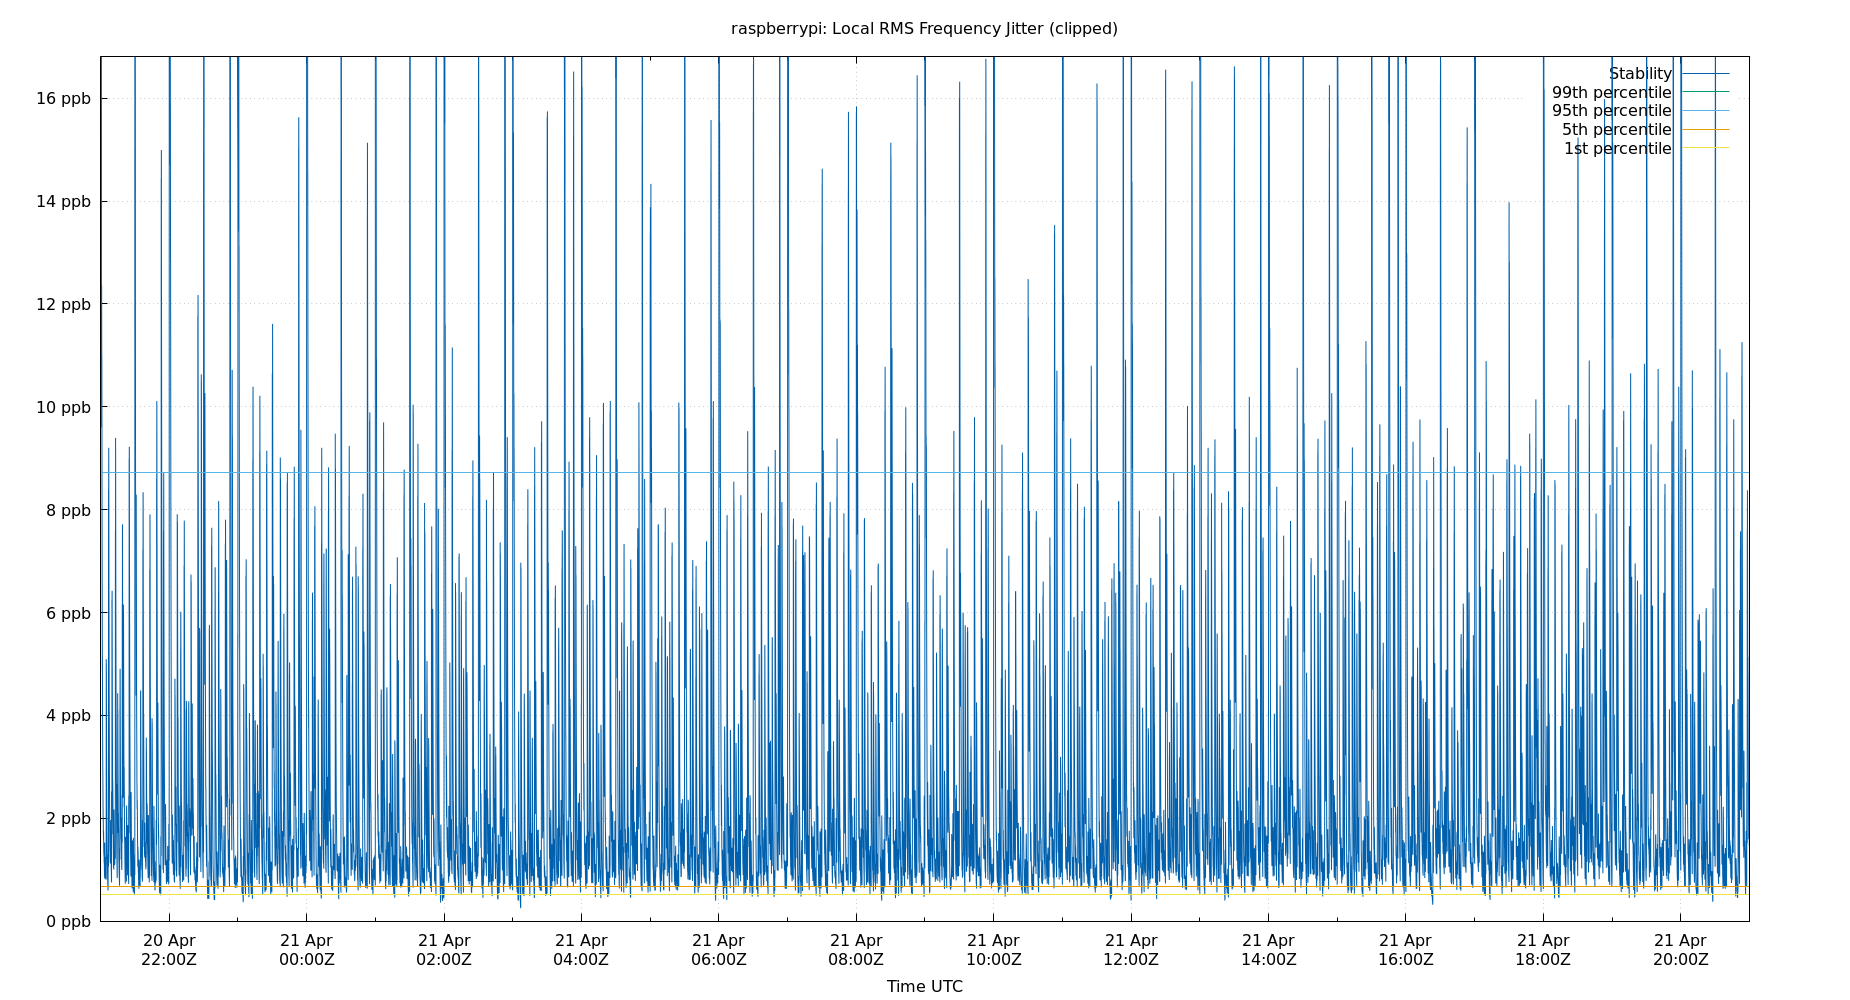 raspberrypi: Local RMS Frequency Jitter (clipped)
Stability
99th percentile
95th percentile
5th percentile
1st percentile
16 ppb
14 ppb
12 ppb
10 ppb
8 ppb
6 ppb
4 ppb
2 ppb
0 ppb
20 Apr 21 Apr 21 Apr 21 Apr 21 Apr 21 Apr 21 Apr 21 Apr 21 Apr 21 Apr 21 Apr 21 Apr
22:00Z 00:00Z 02:00Z 04:00Z 06:00Z 08:00Z 10:00Z 12:00Z 14:00Z 16:00Z 18:00Z 20:00Z
Time UTC